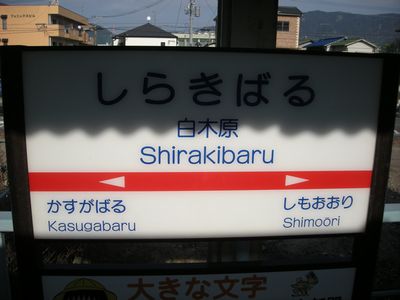 しらきばる
白木原
Shirakibaru
かすがばる しもおおり
Kasugabaru Shimoōri
大きな文字